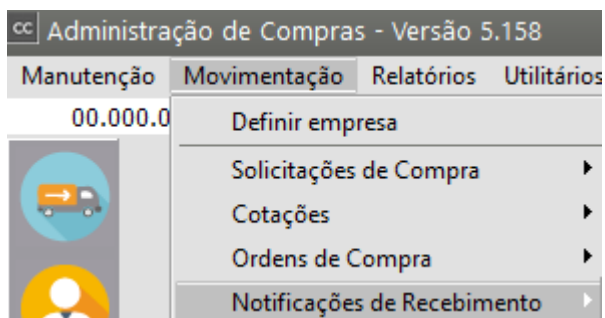 cc Administração de Compras - Versão 5.158
Manutenção Movimentação Relatórios Utilitários
00.000.0
Definir empresa
Solicitações de Compra
Cotações
Ordens de Compra
Notificações de Recebimento